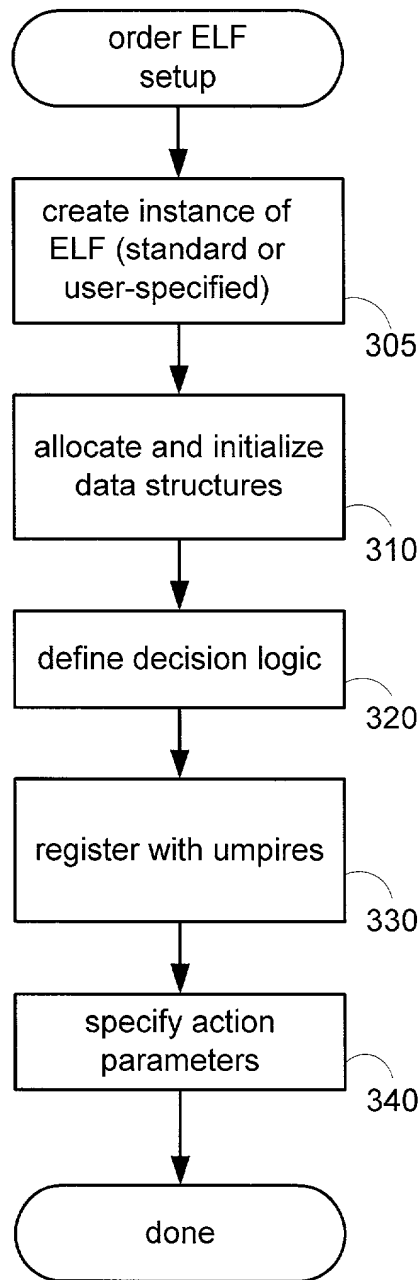 order ELF
setup
create instance of
ELF (standard or
user-specified)
305
allocate and initialize
data structures
310
define decision logic
320
register with umpires
330
specify action
parameters
340
done